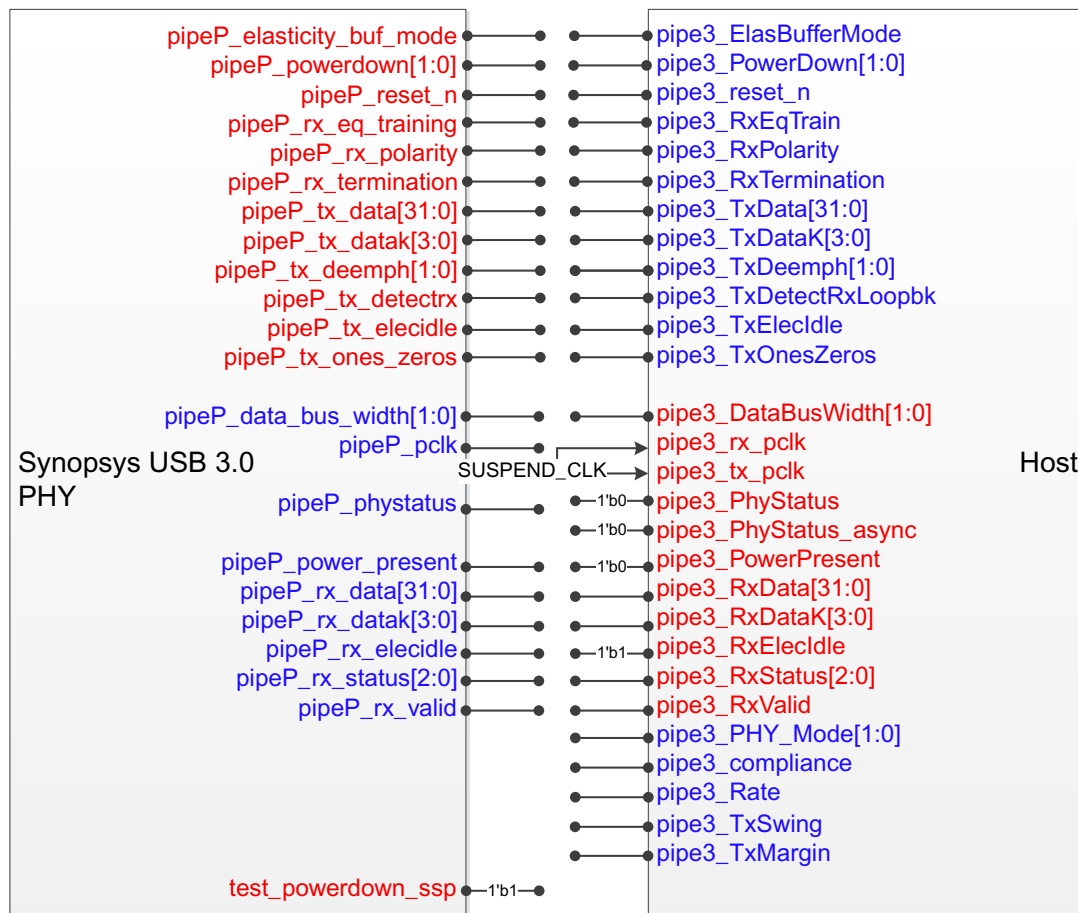 pipeP_elasticity_buf_mode pipe3_ElasBufferMode
pipeP_powerdown[1:0] pipe3_PowerDown[1:0]
pipeP_reset_n pipe3_reset_n
pipeP_rx_eq_training pipe3_RxEqTrain
pipeP_rx_polarity pipe3_RxPolarity
pipeP_rx_termination pipe3_RxTermination
pipeP_tx_data[31:0] pipe3_TxData[31:0]
pipeP_tx_datak[3:0] pipe3_TxDataK[3:0]
pipeP_tx_deemph[1:0] pipe3_TxDeemph[1:0]
pipeP_tx_detectrx pipe3_TxDetectRxLoopbk
pipeP_tx_elecidle pipe3_TxElecIdle
pipeP_tx_ones_zeros pipe3_TxOnesZeros
pipeP_data_bus_width[1:0] pipe3_DataBusWidth[1:0]
pipeP_pclk pipe3_rx_pclk
Synopsys USB 3.0 SUSPEND_CLK pipe3_tx_pclk Host
PHY
pipeP_phystatus 1'b0 pipe3_PhyStatus
1'b0 pipe3_PhyStatus_async
pipeP_power_present 1'b0 pipe3_PowerPresent
pipeP_rx_data[31:0] pipe3_RxData[31:0]
pipeP_rx_datak[3:0] pipe3_RxDataK[3:0]
pipeP_rx_elecidle 1'b1 pipe3_RxElecIdle
pipeP_rx_status[2:0] pipe3_RxStatus[2:0]
pipeP_rx_valid pipe3_RxValid
pipe3_PHY_Mode[1:0]
pipe3_compliance
pipe3_Rate
pipe3_TxSwing
pipe3_TxMargin
test_powerdown_ssp 1'b1